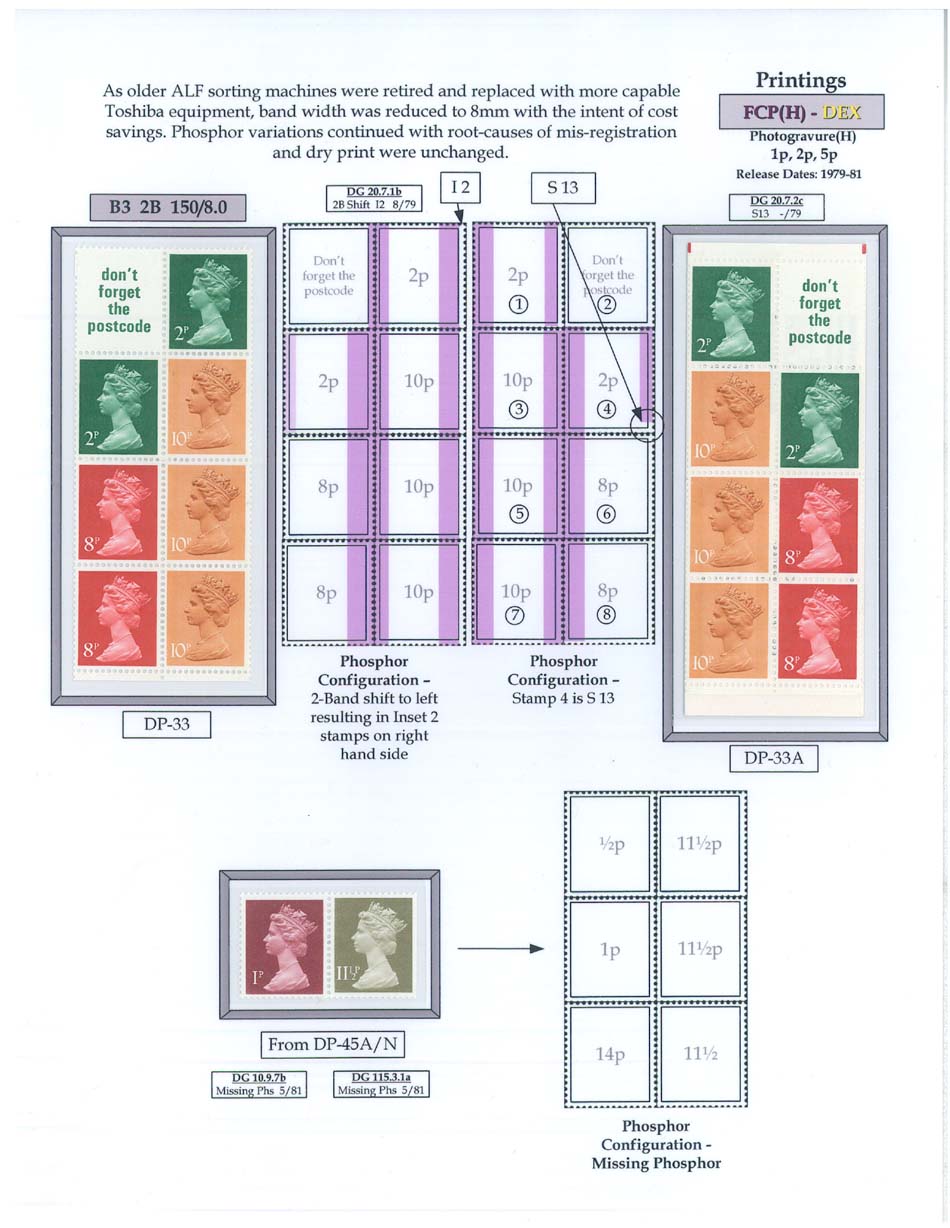 As older ALF sorting machines were retired and replaced with more capable
Toshiba equipment, band width was reduced to 8mm with the intent of cost
savings. Phosphor variations continued with root-causes of mis-registration
and dry print were unchanged.
Printings
FCP(H) - DEX
Photogravure(H)
1p, 2p, 5p
Release Dates: 1979-81
B3 2B 150/8.0
DG 20.7.1b
2B Shift I2 8/79
I 2
S 13
DG 20.7.2c
S13 -/79
don't
forget
the
postcode
2P
2P
10P
8P
10P
8P
10P
DP-33
Don't
forget the
postcode
2p
2p
10p
8p
10p
8p
10p
Phosphor
Configuration –
2-Band shift to left
resulting in Inset 2
stamps on right
hand side
2p
1
Don't
forget the
postcode
2
10p
3
2p
4
10p
5
8p
6
10p
7
8p
8
Phosphor
Configuration –
Stamp 4 is S 13
2P
don't
forget
the
postcode
10P
2P
10P
8P
10P
8P
DP-33A
1P
11½P
From DP-45A/N
DG 10.9.7b
Missing Phs 5/81
DG 115.3.1a
Missing Phs 5/81
½p
11½p
1p
11½p
14p
11½
Phosphor
Configuration -
Missing Phosphor